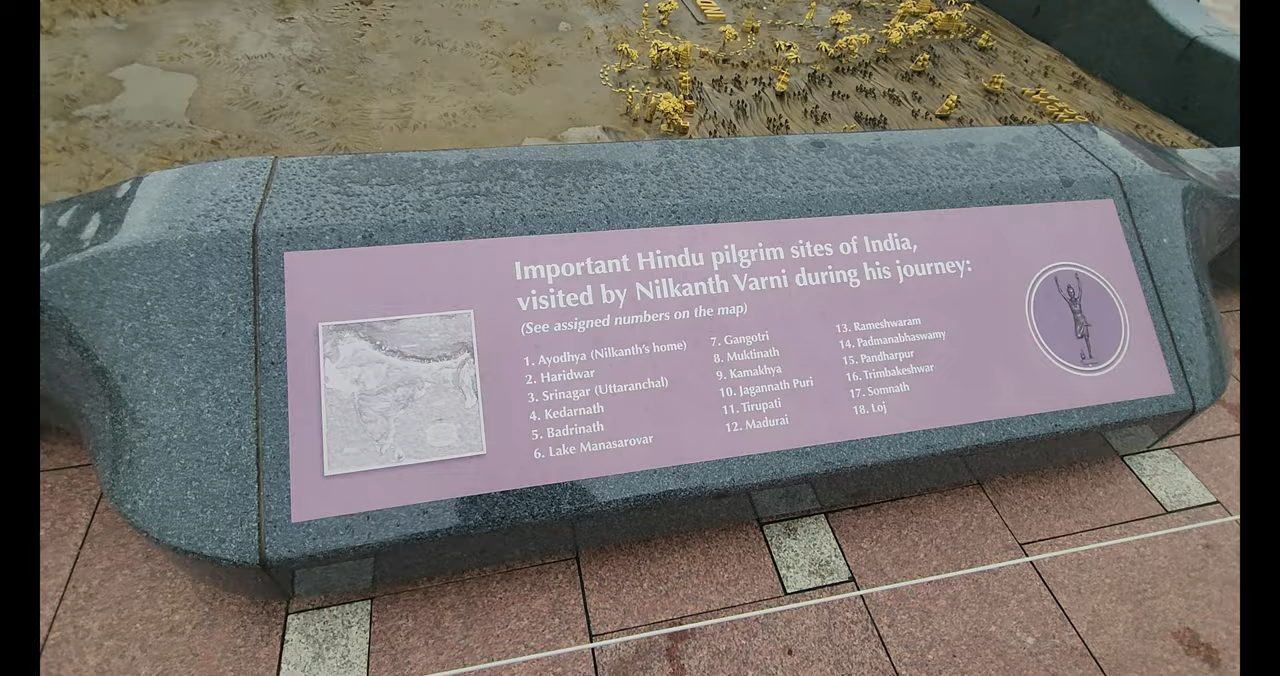 Important Hindu pilgrim sites of India,
visited by Nilkanth Varni during his journey:
(See assigned numbers on the map)
1. Ayodhya (Nilkanth's home)
2. Haridwar
3. Srinagar (Uttaranchal)
4. Kedarnath
5. Badrinath
6. Lake Manasarovar
7. Gangotri
8. Muktinath
9. Kamakhya
10. Jagannath Puri
11. Tirupati
12. Madurai
13. Rameshwaram
14. Padmanabhaswamy
15. Pandharpur
16. Trimbakeshwar
17. Somnath
18. Loj